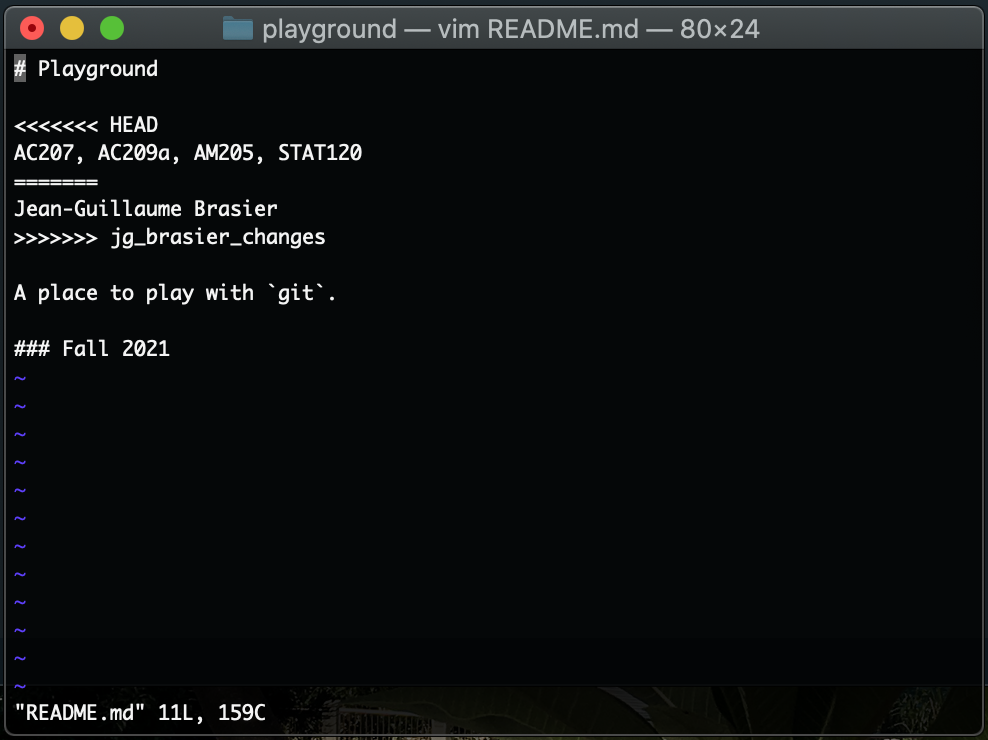 playground — vim README.md — 80×24
# Playground
<<<<<<< HEAD
AC207, AC209a, AM205, STAT120
=======
Jean-Guillaume Brasier
>>>>>>> jg_brasier_changes
A place to play with `git`.
### Fall 2021
~
~
~
~
~
~
~
~
~
~
~
~
"README.md" 11L, 159C